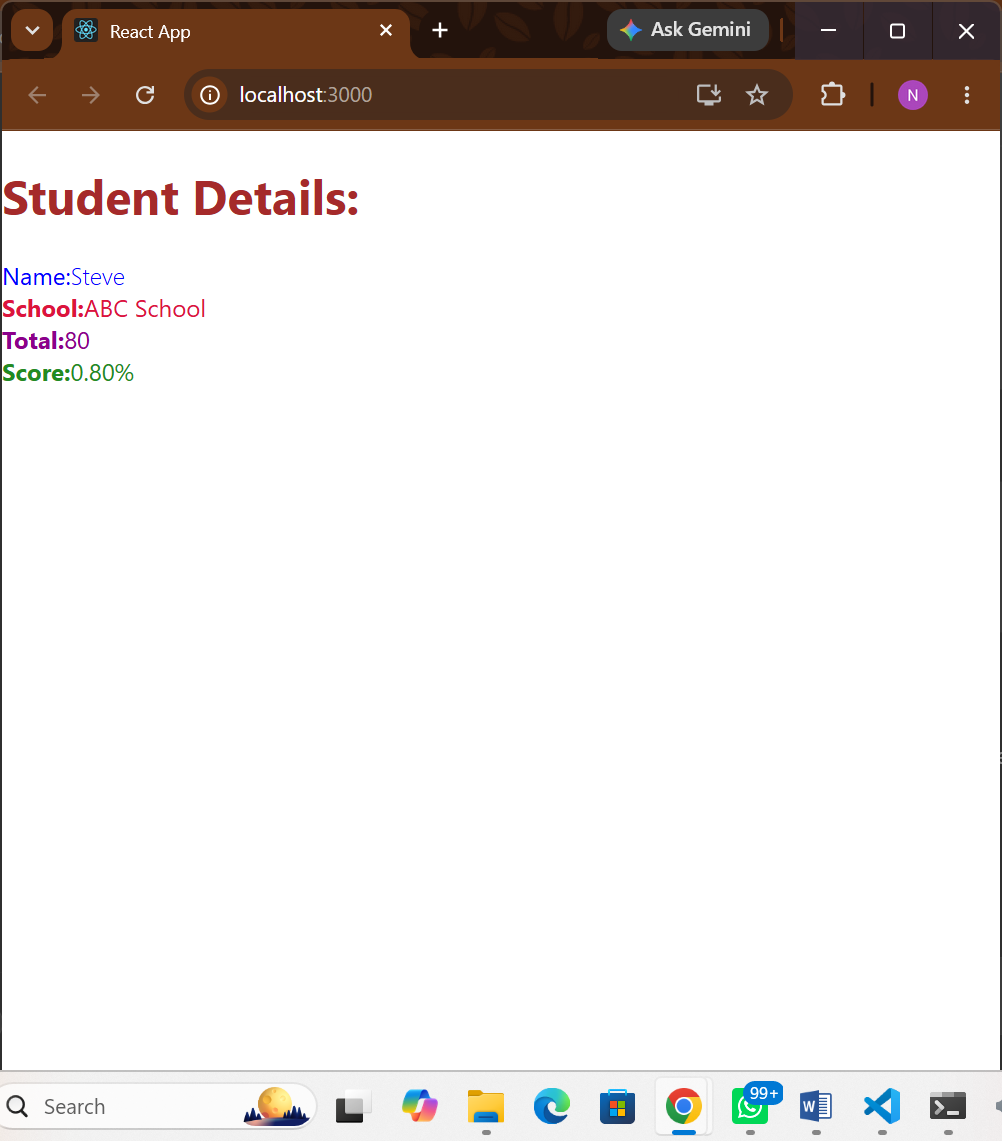 React App
Ask Gemini
localhost:3000
N
Student Details:
Name:Steve
School:ABC School
Total:80
Score:0.80%
Search
99+
W